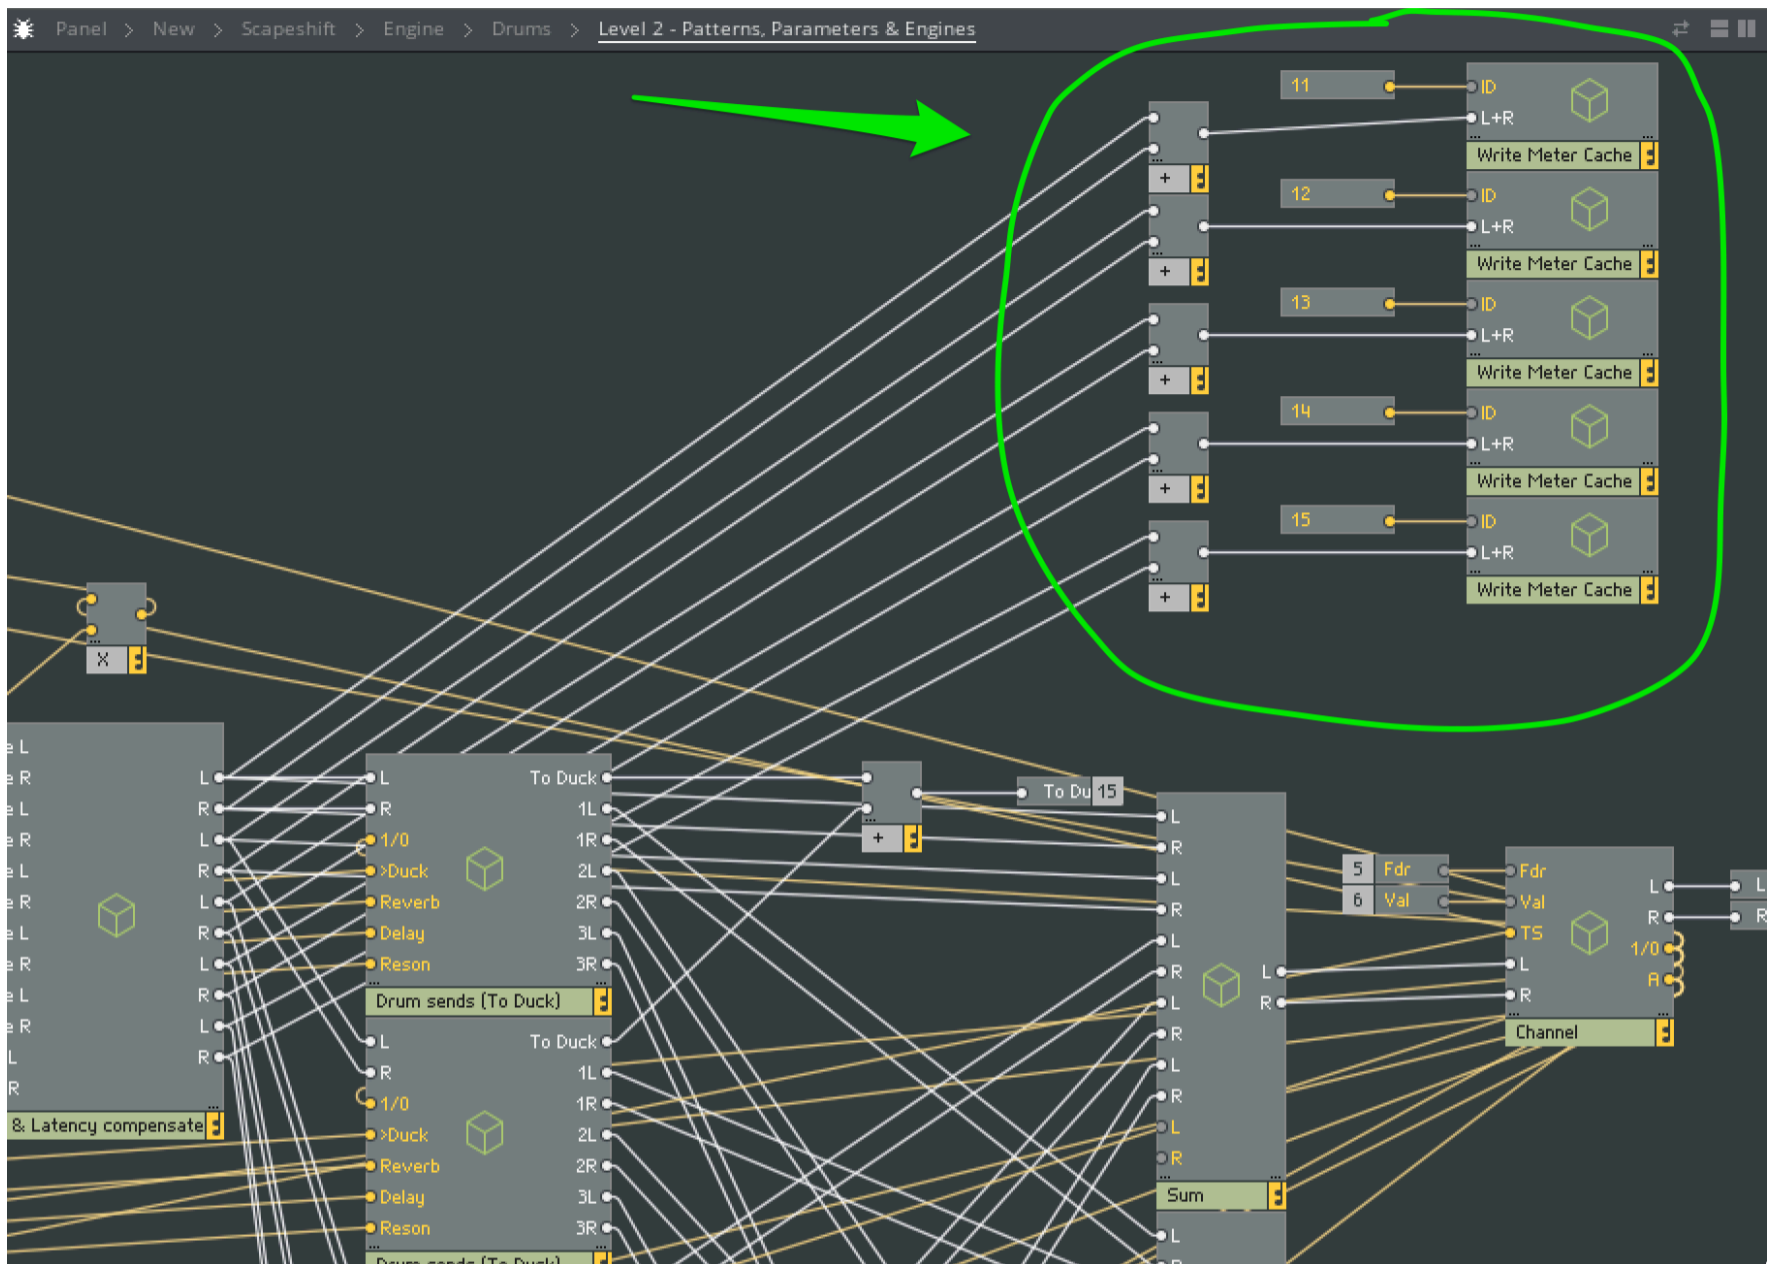 Panel > New > Scapeshift > Engine > Drums > Level 2 - Patterns, Parameters & Engines
11
ID
L+R
Write Meter Cache
+
12
ID
L+R
Write Meter Cache
+
13
ID
L+R
Write Meter Cache
+
14
ID
L+R
Write Meter Cache
+
15
ID
L+R
Write Meter Cache
+
X
e L
e R
e L
e R
e L
e R
e L
e R
e L
e R
L
R
L
R
L
R
L
R
L
R
L
R
& Latency compensate
L
R
1/0
>Duck
Reverb
Delay
Reson
To Duck
1L
1R
2L
2R
3L
3R
Drum sends (To Duck)
L
R
1/0
>Duck
Reverb
Delay
Reson
To Duck
1L
1R
2L
2R
3L
3R
Drum sends (To Duck)
+
To Du 15
L
R
L
R
L
R
L
R
L
R
L
R
L
R
Sum
L
5 Fdr
6 Val
Fdr
Val
TS
L
R
L
R
1/0
A
Channel
L
R